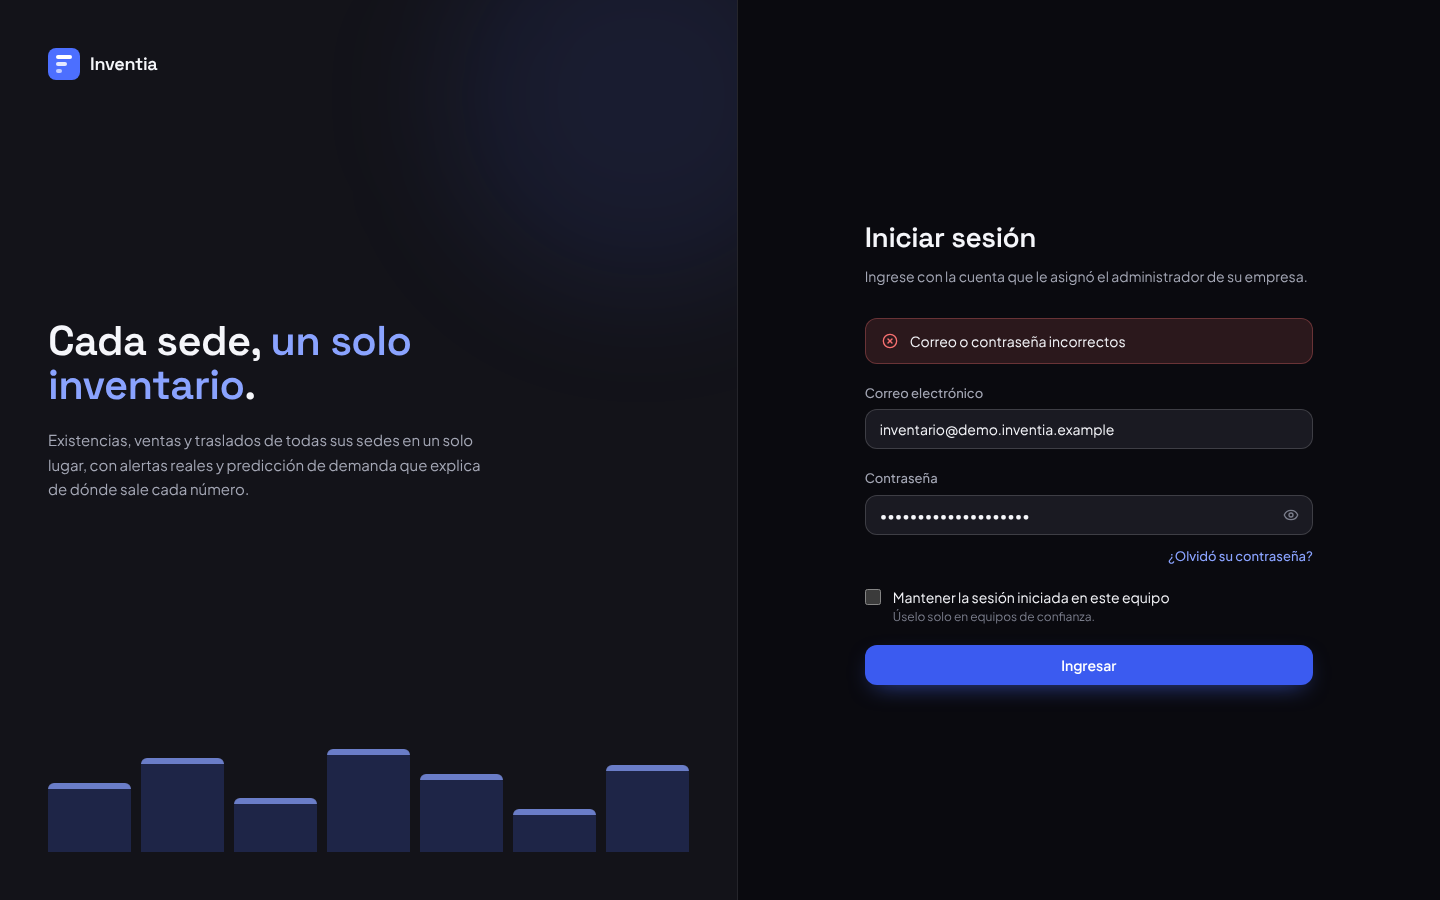 Inventia
Cada sede, un solo
inventario.
Existencias, ventas y traslados de todas sus sedes en un solo
lugar, con alertas reales y predicción de demanda que explica
de dónde sale cada número.
Iniciar sesión
Ingrese con la cuenta que le asignó el administrador de su empresa.
Correo o contraseña incorrectos
Correo electrónico
inventario@demo.inventia.example
Contraseña
••••••••••••••••••••
¿Olvidó su contraseña?
Mantener la sesión iniciada en este equipo
Úselo solo en equipos de confianza.
Ingresar